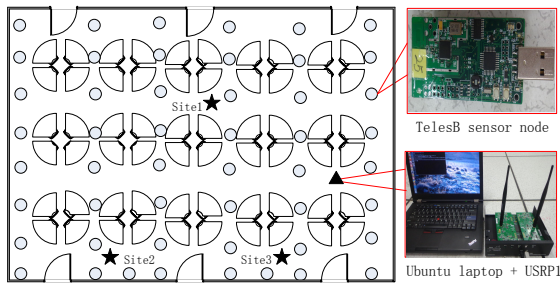 Site1
TelesB sensor node
Site2
Site3
Ubuntu laptop + USRP1